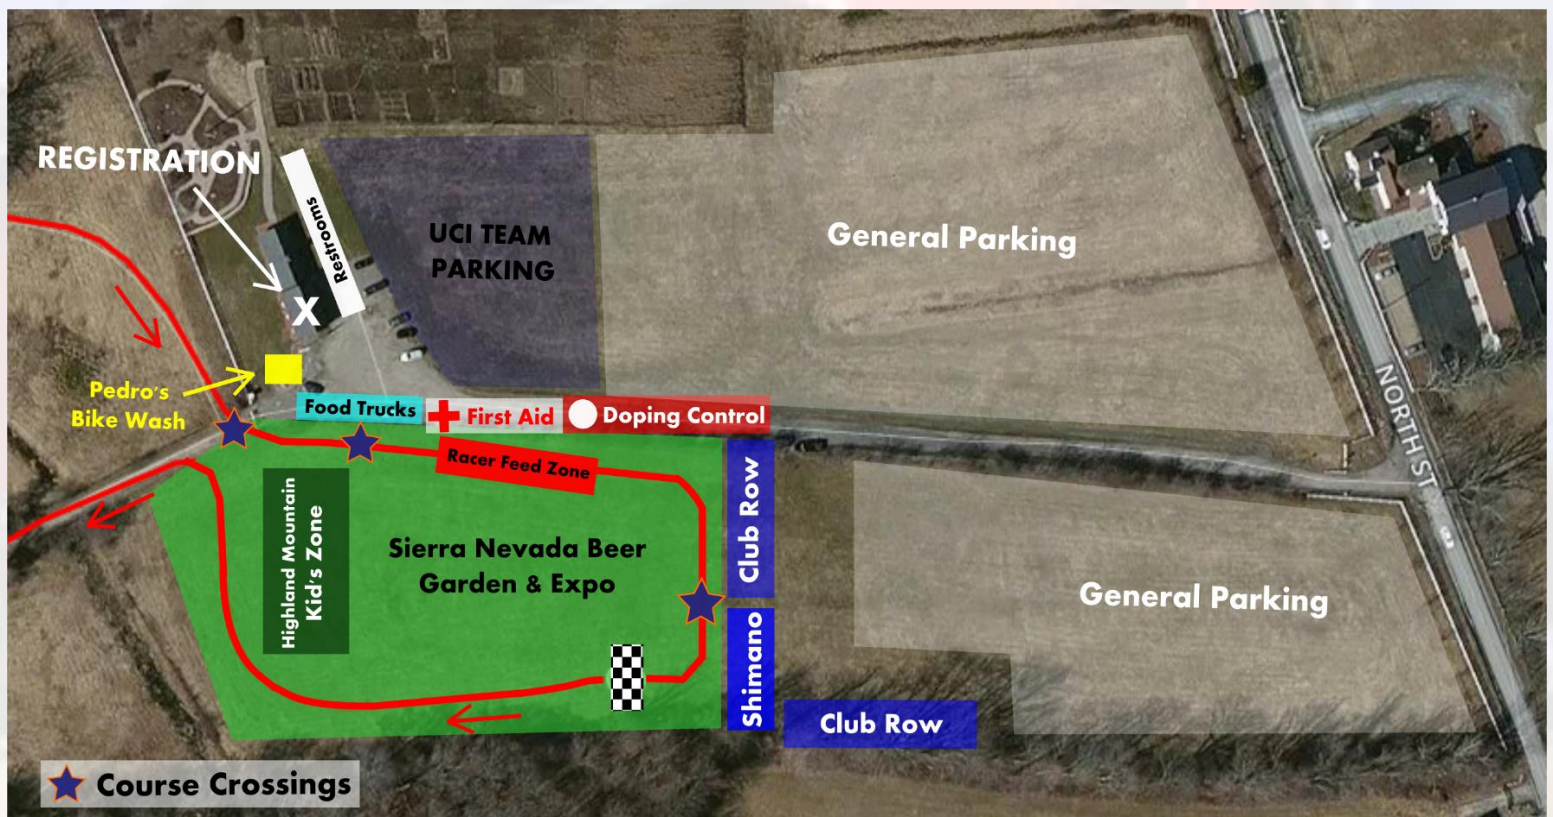 REGISTRATION
X
Restrooms
UCI TEAM
PARKING
General Parking
Pedro's
Bike Wash
Food Trucks
First Aid
Doping Control
NORTH ST
Racer Feed Zone
Highland Mountain
Kid's Zone
Sierra Nevada Beer
Garden & Expo
Club Row
Shimano
General Parking
Club Row
Course Crossings